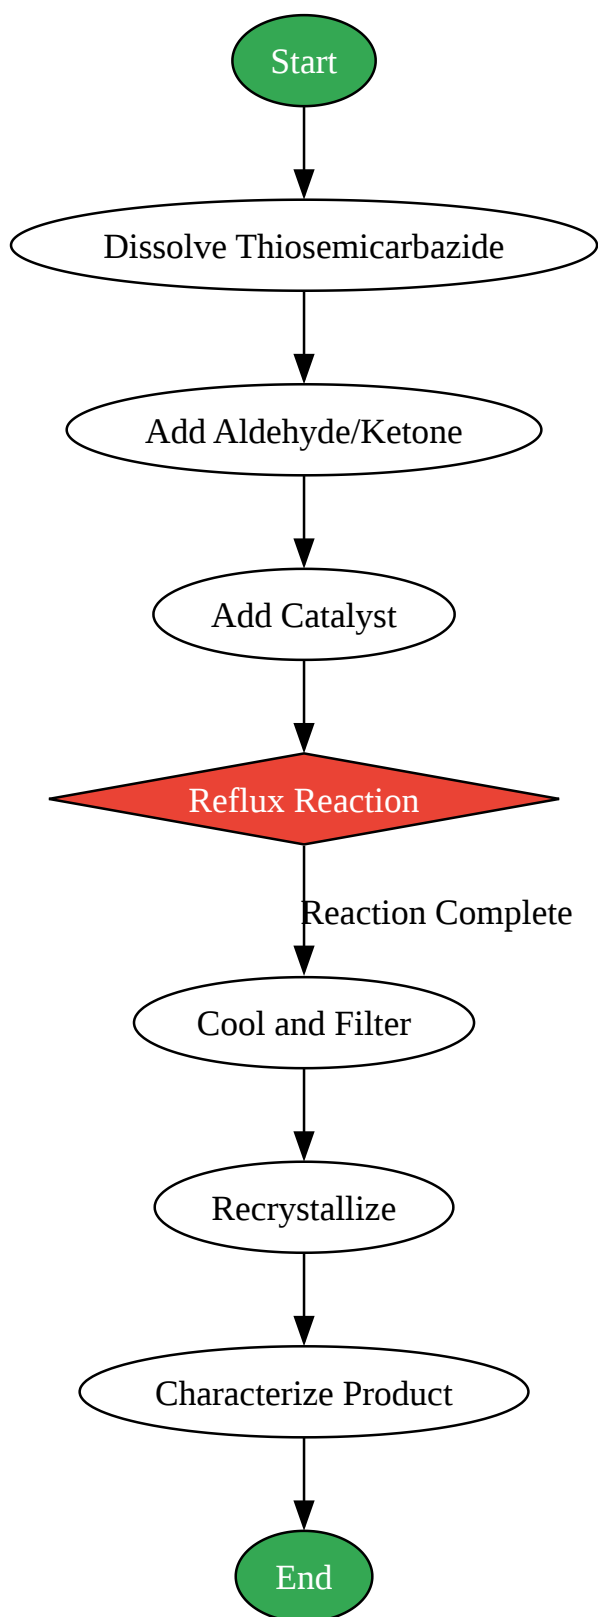 Start
Dissolve Thiosemicarbazide
Add Aldehyde/Ketone
Add Catalyst
Reflux Reaction
Reaction Complete
Cool and Filter
Recrystallize
Characterize Product
End